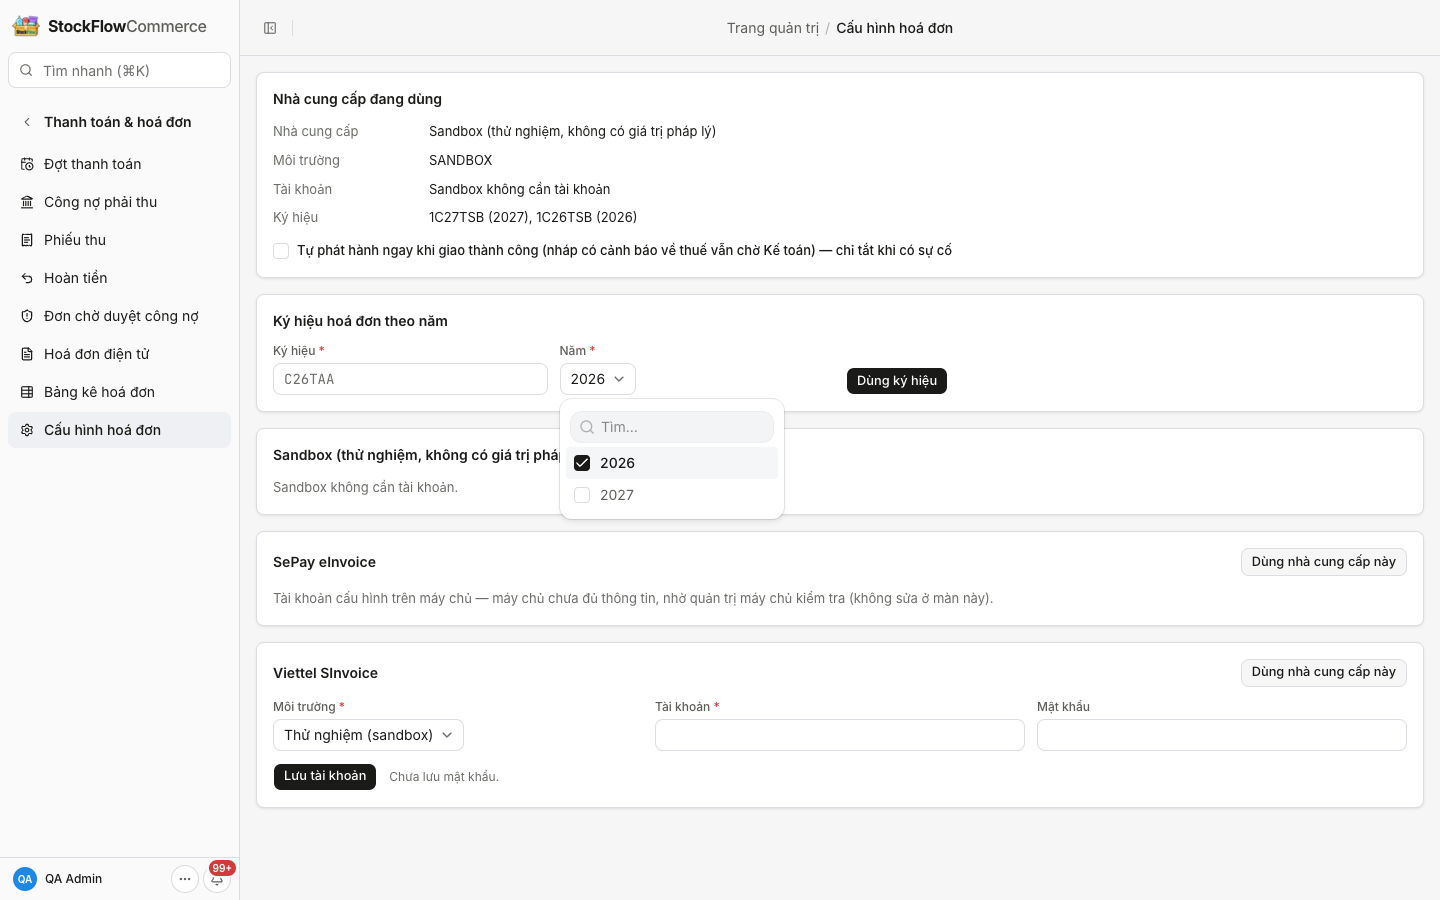 StockFlowCommerce
Tìm nhanh (⌘K)
Thanh toán & hoá đơn
Đợt thanh toán
Công nợ phải thu
Phiếu thu
Hoàn tiền
Đơn chờ duyệt công nợ
Hoá đơn điện tử
Bảng kê hoá đơn
Cấu hình hoá đơn
QA
QA Admin
99+
Trang quản trị / Cấu hình hoá đơn
Nhà cung cấp đang dùng
Nhà cung cấp Sandbox (thử nghiệm, không có giá trị pháp lý)
Môi trường SANDBOX
Tài khoản Sandbox không cần tài khoản
Ký hiệu 1C27TSB (2027), 1C26TSB (2026)
Tự phát hành ngay khi giao thành công (nháp có cảnh báo về thuế vẫn chờ Kế toán) — chỉ tắt khi có sự cố
Ký hiệu hoá đơn theo năm
Ký hiệu * Năm *
C26TAA 2026 Dùng ký hiệu
Tìm...
2026
2027
Sandbox (thử nghiệm, không có giá trị pháp
Sandbox không cần tài khoản.
SePay eInvoice Dùng nhà cung cấp này
Tài khoản cấu hình trên máy chủ — máy chủ chưa đủ thông tin, nhờ quản trị máy chủ kiểm tra (không sửa ở màn này).
Viettel SInvoice Dùng nhà cung cấp này
Môi trường * Tài khoản * Mật khẩu
Thử nghiệm (sandbox)
Lưu tài khoản Chưa lưu mật khẩu.